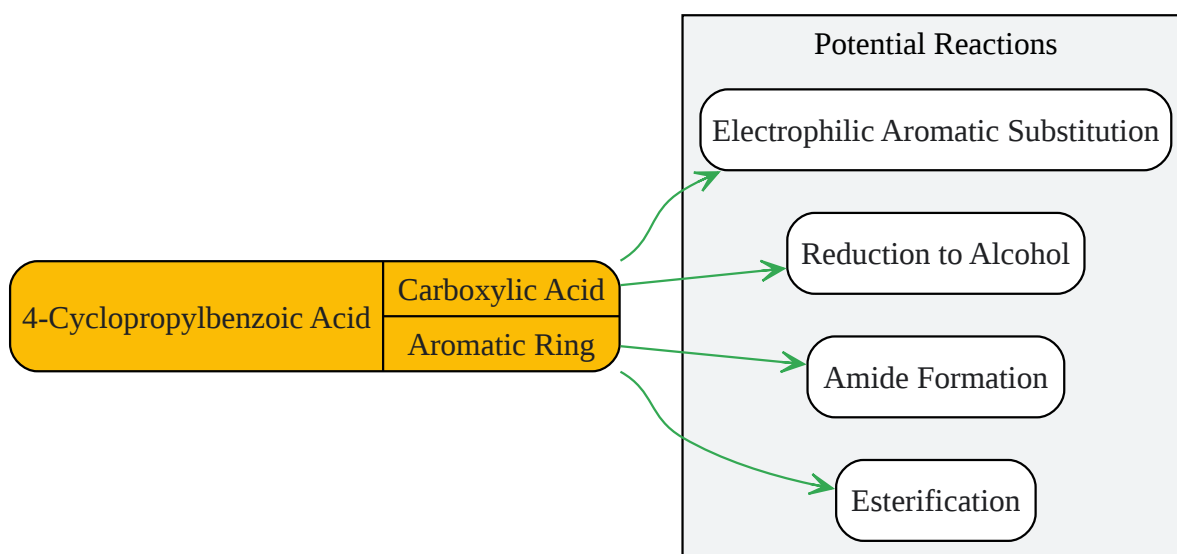 Potential Reactions
Electrophilic Aromatic Substitution
Reduction to Alcohol
4-Cyclopropylbenzoic Acid
Carboxylic Acid
Aromatic Ring
Amide Formation
Esterification